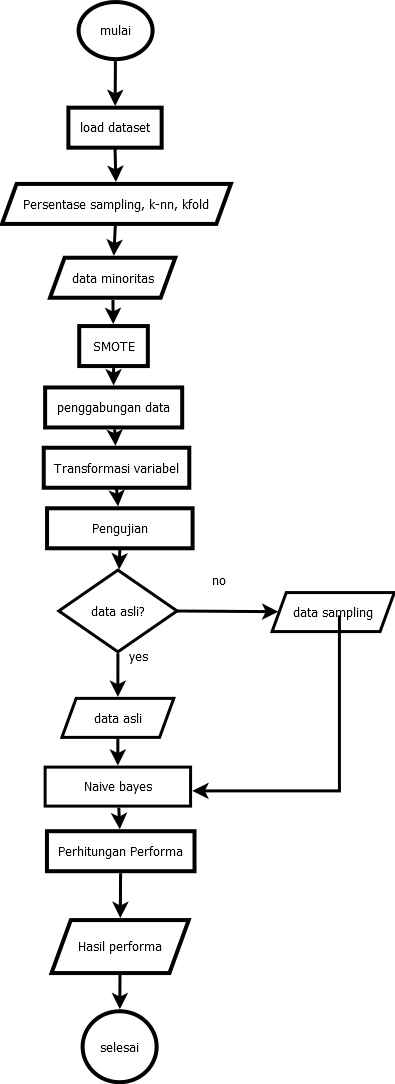 mulai
load dataset
Persentase sampling, k-nn, kfold
data minoritas
SMOTE
penggabungan data
Transformasi variabel
Pengujian
no
data asli?
data sampling
yes
data asli
Naive bayes
Perhitungan Performa
Hasil performa
selesai